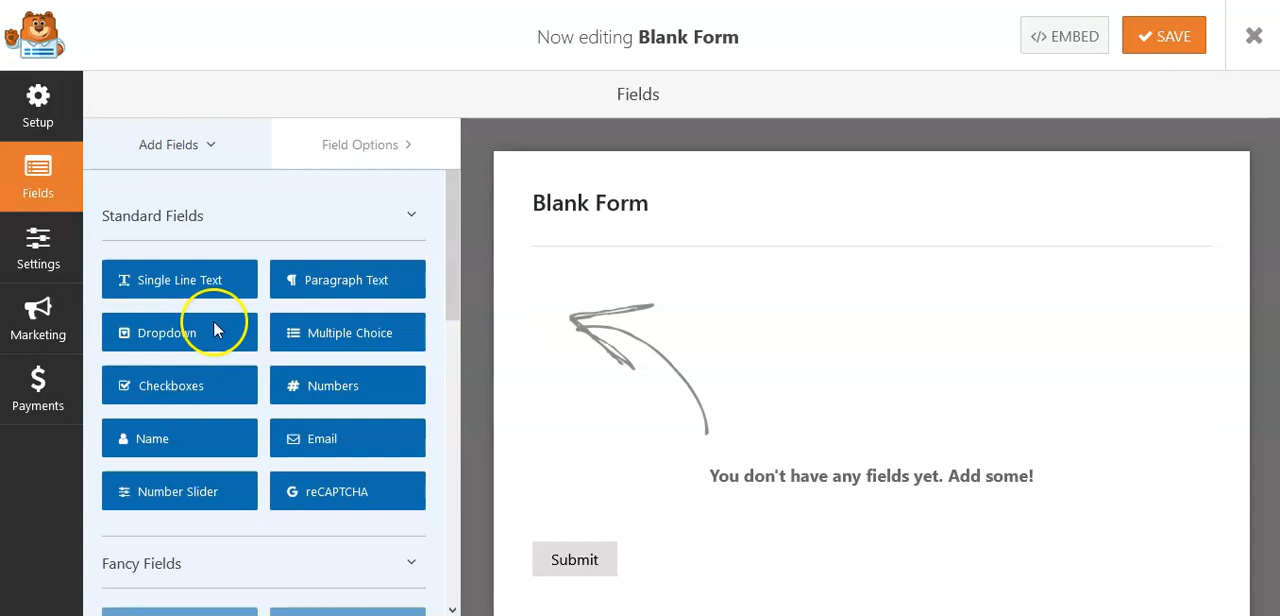 Now editing Blank Form
</> EMBED
SAVE
Setup
Fields
Settings
Marketing
Payments
Fields
Add Fields
Field Options
Standard Fields
Single Line Text
Paragraph Text
Dropdown
Multiple Choice
Checkboxes
# Numbers
Name
Email
Number Slider
G reCAPTCHA
Fancy Fields
Blank Form
You don't have any fields yet. Add some!
Submit